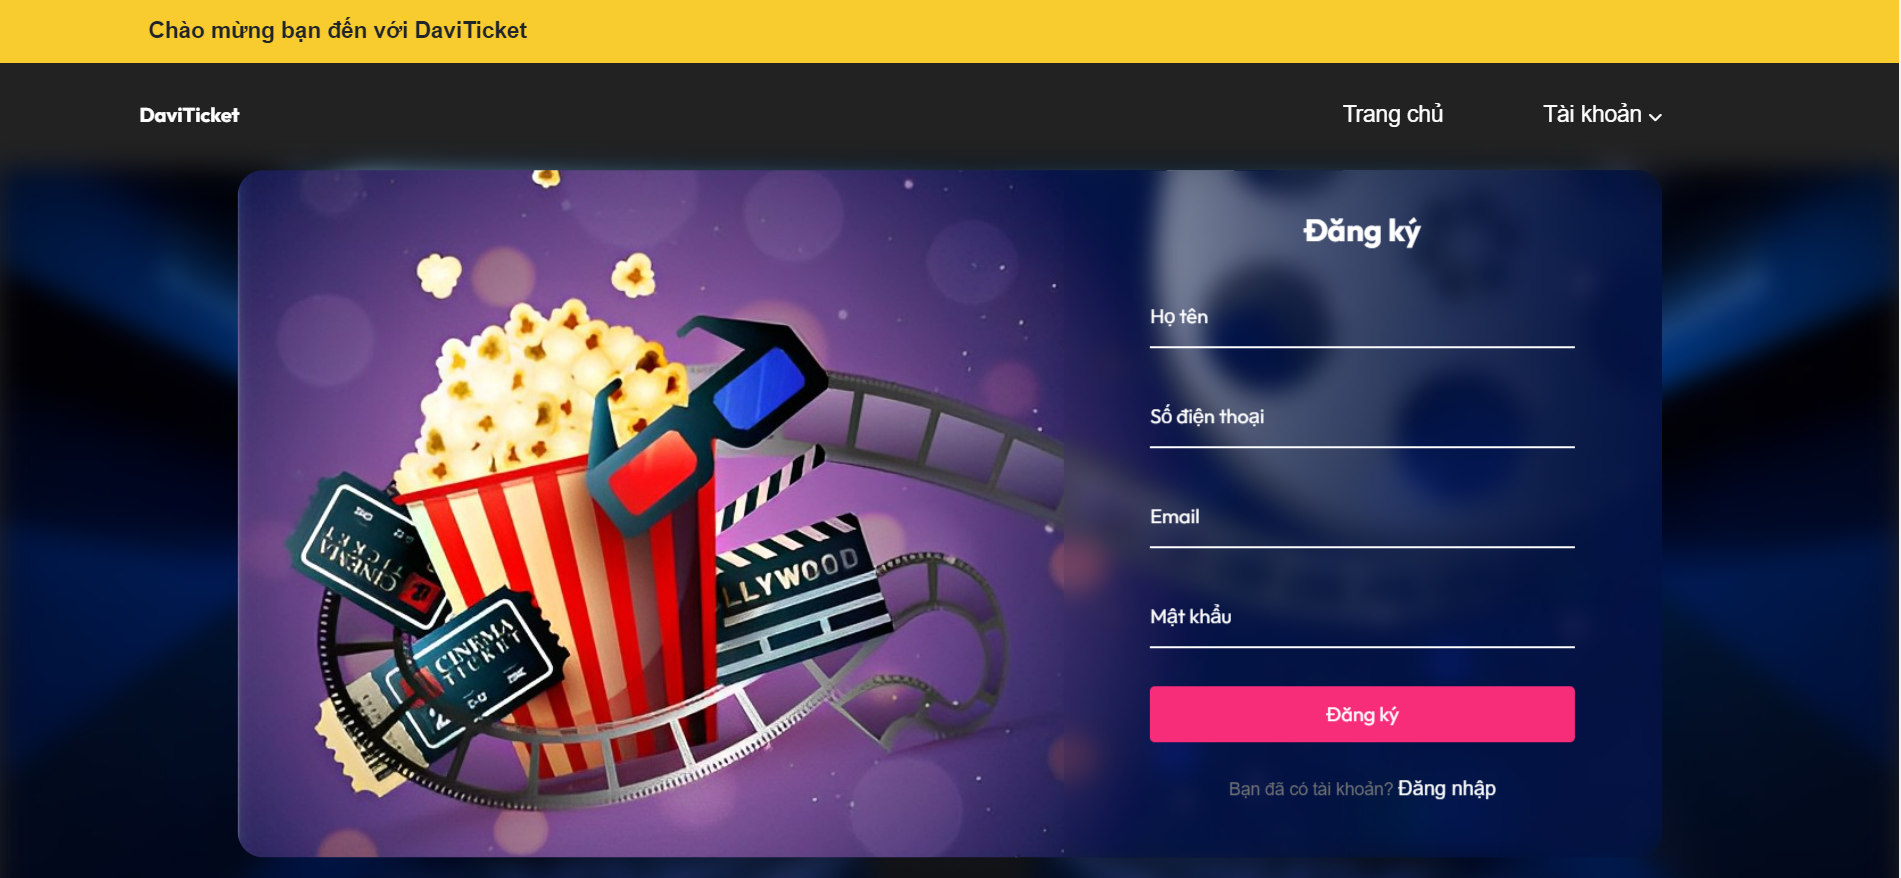 Chào mừng bạn đến với DaviTicket
DaviTicket
Trang chủ
Tài khoản
Đăng ký
Họ tên
Số điện thoại
Email
Mật khẩu
Đăng ký
Bạn đã có tài khoản? Đăng nhập
CINEMA
TICKET
LLYWOOD
CINEMA
TICKET